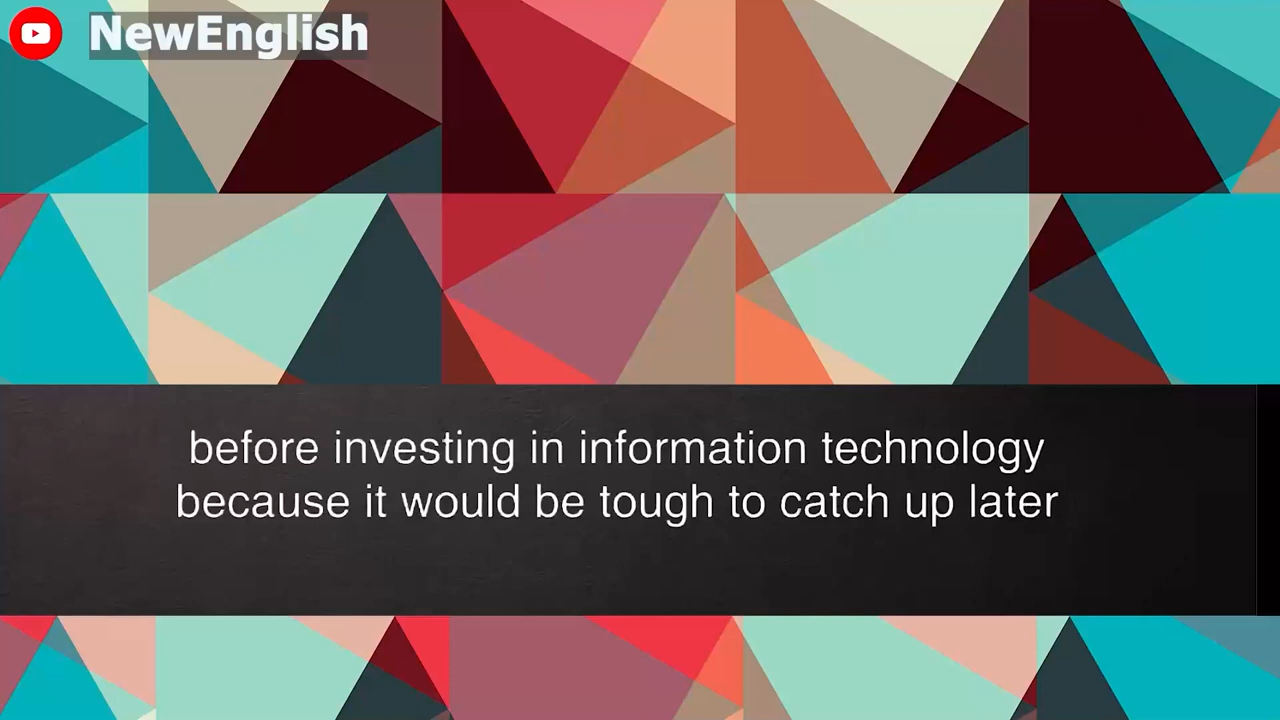 NewEnglish
before investing in information technology
because it would be tough to catch up later